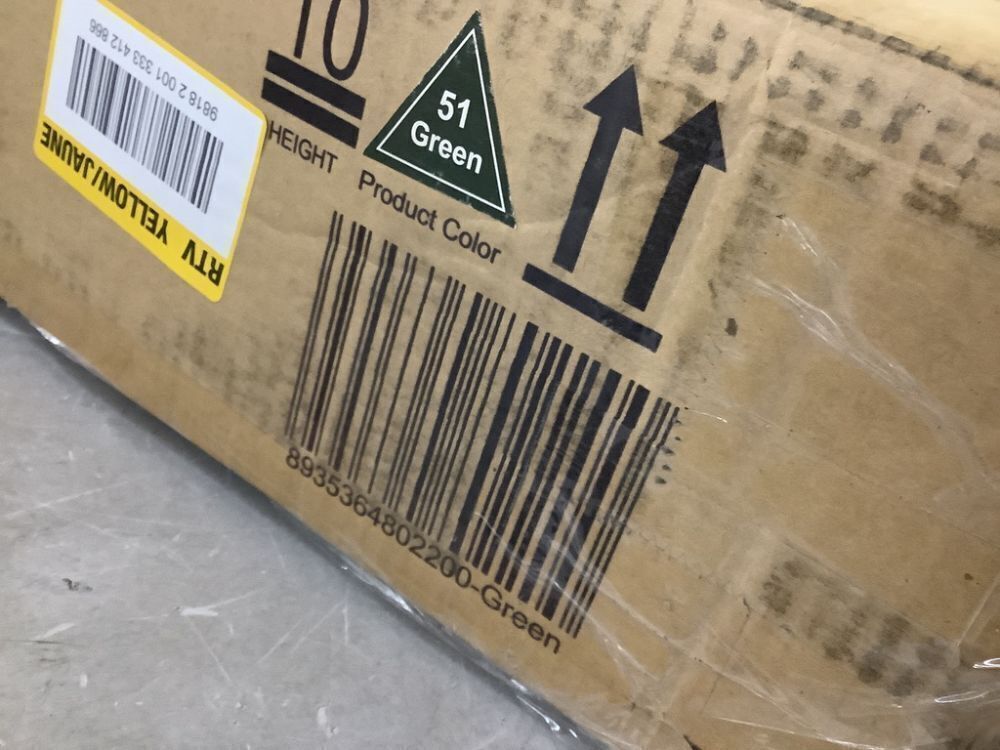 9818 2 001 333 412 866
RTV YELLOW/JAUNE
10
HEIGHT
51
Green
Product Color
8935364802200-Green